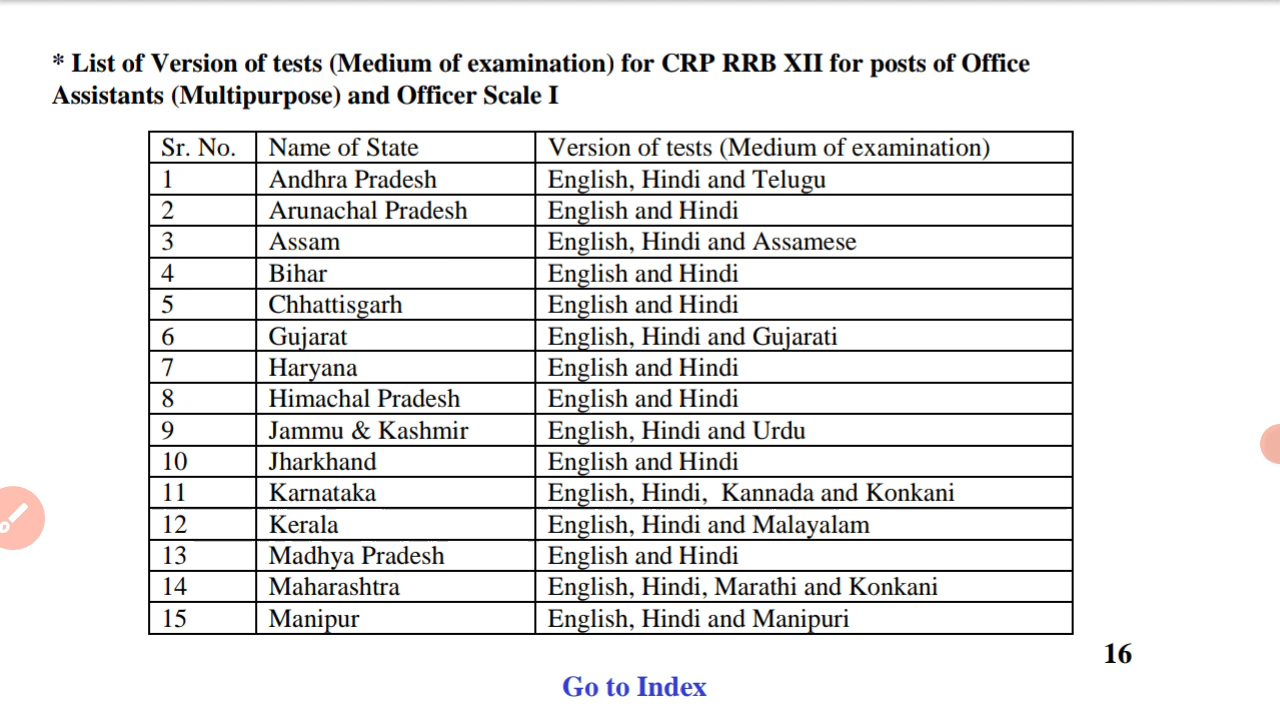 * List of Version of tests (Medium of examination) for CRP RRB XII for posts of Office
Assistants (Multipurpose) and Officer Scale I
Sr. No. Name of State Version of tests (Medium of examination)
1 Andhra Pradesh English, Hindi and Telugu
2 Arunachal Pradesh English and Hindi
3 Assam English, Hindi and Assamese
4 Bihar English and Hindi
5 Chhattisgarh English and Hindi
6 Gujarat English, Hindi and Gujarati
7 Haryana English and Hindi
8 Himachal Pradesh English and Hindi
9 Jammu & Kashmir English, Hindi and Urdu
10 Jharkhand English and Hindi
11 Karnataka English, Hindi, Kannada and Konkani
12 Kerala English, Hindi and Malayalam
13 Madhya Pradesh English and Hindi
14 Maharashtra English, Hindi, Marathi and Konkani
15 Manipur English, Hindi and Manipuri
16
Go to Index